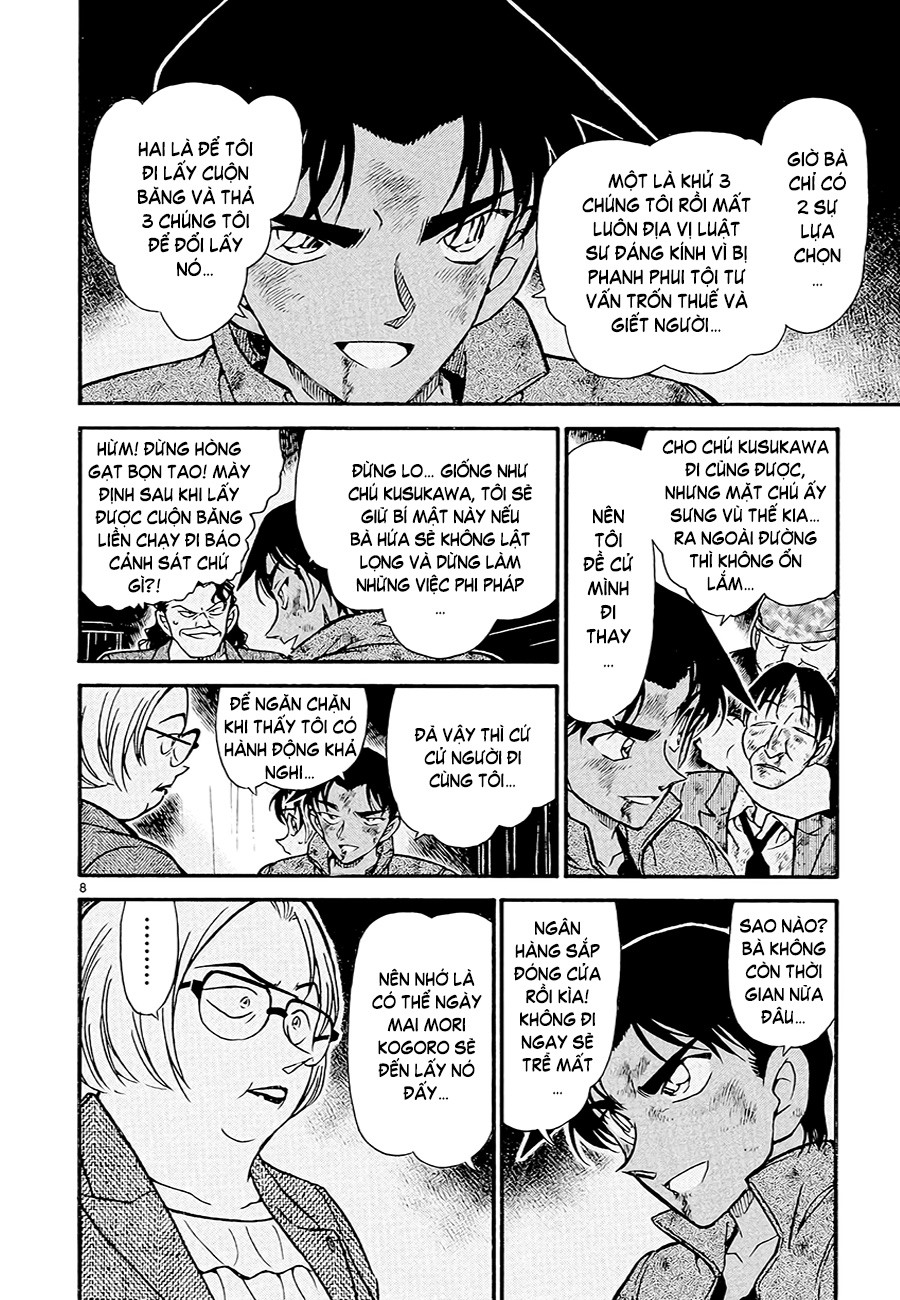 GIỜ BÀ
CHỈ CÓ
2 SỰ
LỰA
CHỌN
...
MỘT LÀ KHỬ 3
CHÚNG TÔI RỒI MẤT
LUÔN ĐỊA VỊ LUẬT
SƯ ĐÁNG KÍNH VÌ BỊ
PHANH PHUI TỘI TƯ
VẤN TRỐN THUẾ VÀ
GIẾT NGƯỜI...
HAI LÀ ĐỂ TÔI
ĐI LẤY CUỘN
BĂNG VÀ THẢ
3 CHÚNG TÔI
ĐỂ ĐỔI LẤY
NÓ...
CHO CHÚ KUSUKAWA
ĐI CŨNG ĐƯỢC,
NHƯNG MẶT CHÚ ẤY
SƯNG VÙ THẾ KIA...
RA NGOÀI ĐƯỜNG
THÌ KHÔNG ỔN
LẮM...
NÊN
TÔI
ĐỀ CỬ
MÌNH
ĐI
THAY
...
ĐỪNG LO... GIỐNG NHƯ
CHÚ KUSUKAWA, TÔI SẼ
GIỮ BÍ MẬT NÀY NẾU
BÀ HỨA SẼ KHÔNG LẬT
LỌNG VÀ DỪNG LÀM
NHỮNG VIỆC PHI PHÁP
...
HỪM! ĐỪNG HÒNG
GẠT BỌN TAO! MÀY
ĐỊNH SAU KHI LẤY
ĐƯỢC CUỘN BĂNG
LIỀN CHẠY ĐI BÁO
CẢNH SÁT CHỨ
GÌ?!
ĐÃ VẬY THÌ CỨ
CỬ NGƯỜI ĐI
CÙNG TÔI...
ĐỂ NGĂN CHẶN
KHI THẤY TÔI CÓ
HÀNH ĐỘNG KHẢ
NGHI...
8
SAO NÀO?
BÀ KHÔNG
CÒN THỜI
GIAN NỮA
ĐÂU...
NGÂN
HÀNG SẮP
ĐÓNG CỬA
RỒI KÌA!
KHÔNG ĐI
NGAY SẼ
TRỄ MẤT
...
NÊN NHỚ LÀ
CÓ THỂ NGÀY
MAI MORI
KOGORO SẼ
ĐẾN LẤY NÓ
ĐẤY...
.........